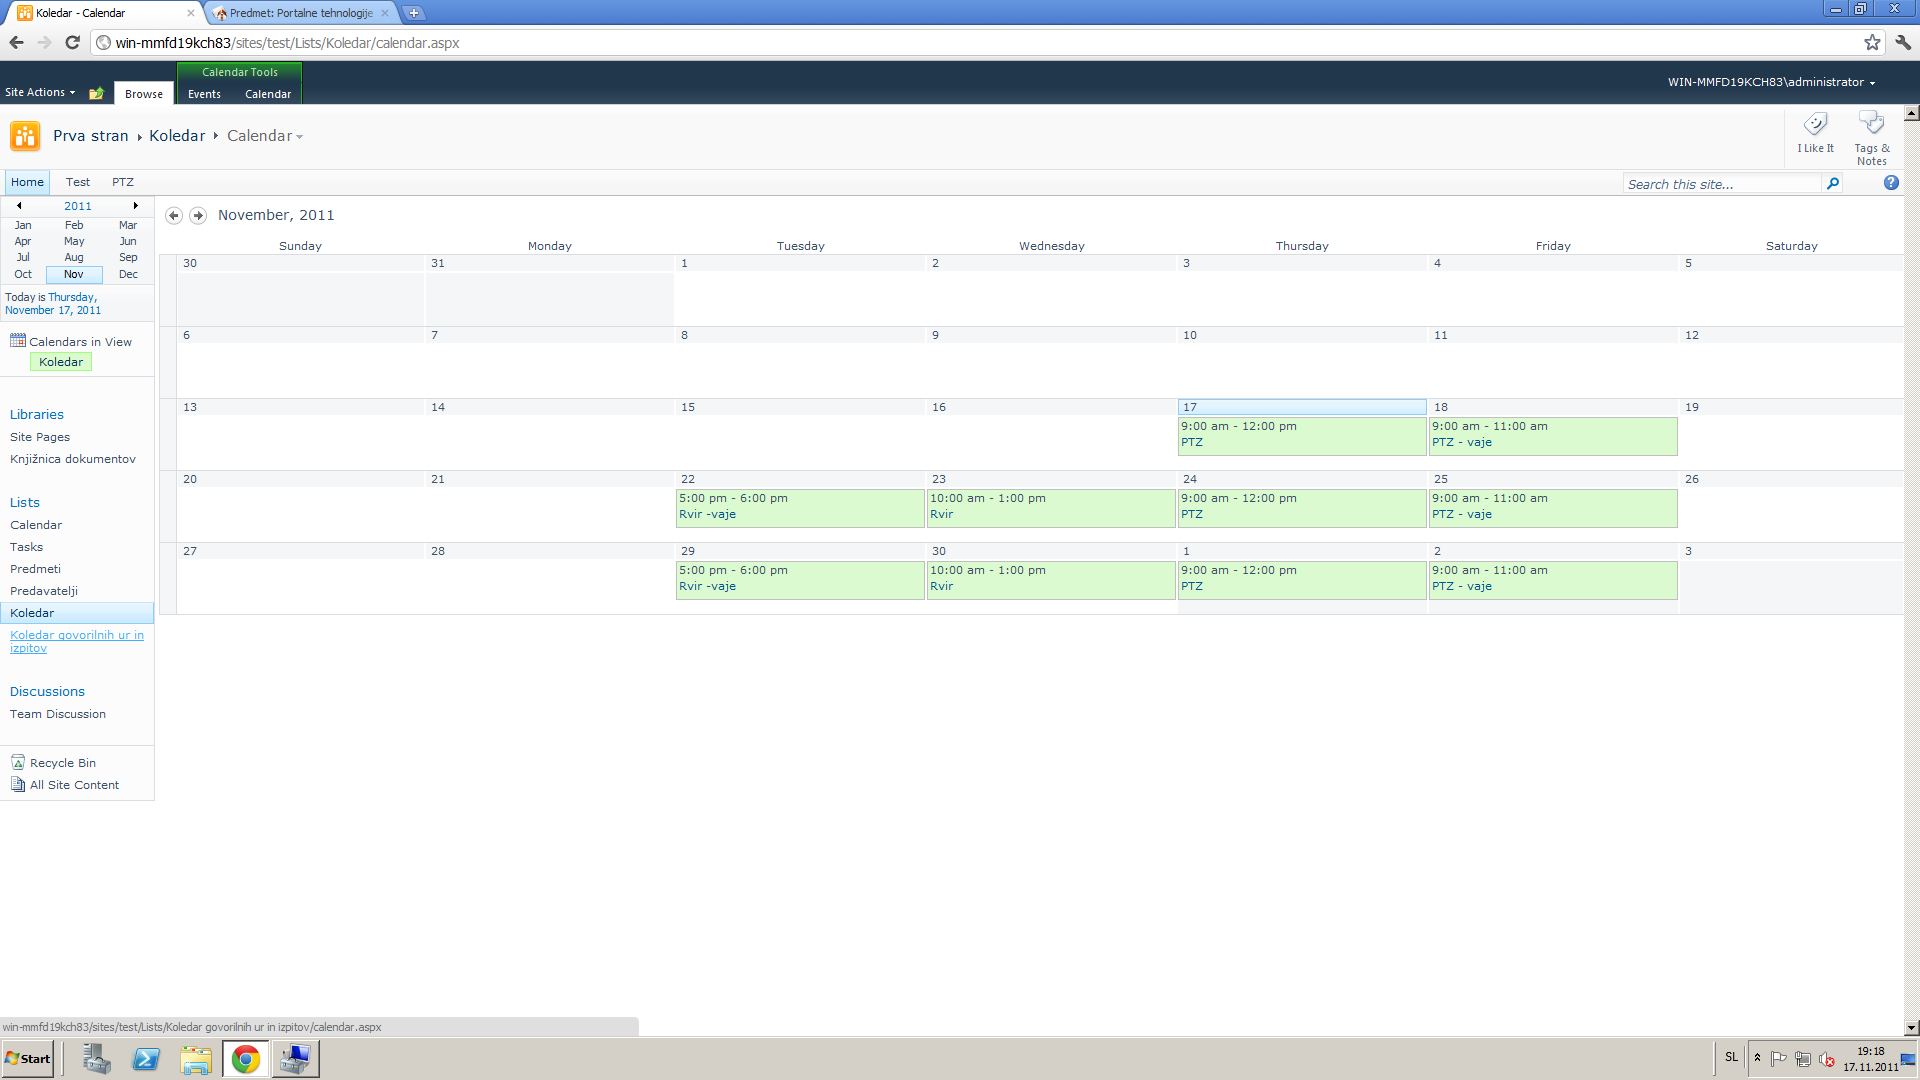 Koledar - Calendar
Predmet: Portalne tehnologije
win-mmfd19kch83/sites/test/Lists/Koledar/calendar.aspx
Calendar Tools
Site Actions
Browse
Events
Calendar
WIN-MMFD19KCH83\administrator
Prva stran
Koledar
Calendar
I Like It
Tags & Notes
Home
Test
PTZ
Search this site...
2011
Jan Feb Mar
Apr May Jun
Jul Aug Sep
Oct Nov Dec
Today is Thursday,
November 17, 2011
Calendars in View
Koledar
Libraries
Site Pages
Knjižnica dokumentov
Lists
Calendar
Tasks
Predmeti
Predavatelji
Koledar
Koledar govorilnih ur in
izpitov
Discussions
Team Discussion
Recycle Bin
All Site Content
November, 2011
Sunday Monday Tuesday Wednesday Thursday Friday Saturday
30 31 1 2 3 4 5
6 7 8 9 10 11 12
13 14 15 16 17 18 19
9:00 am - 12:00 pm 9:00 am - 11:00 am
PTZ PTZ - vaje
20 21 22 23 24 25 26
5:00 pm - 6:00 pm 10:00 am - 1:00 pm 9:00 am - 12:00 pm 9:00 am - 11:00 am
Rvir -vaje Rvir PTZ PTZ - vaje
27 28 29 30 1 2 3
5:00 pm - 6:00 pm 10:00 am - 1:00 pm 9:00 am - 12:00 pm 9:00 am - 11:00 am
Rvir -vaje Rvir PTZ PTZ - vaje
win-mmfd19kch83/sites/test/Lists/Koledar govorilnih ur in izpitov/calendar.aspx
Start
SL
19:18
17.11.2011